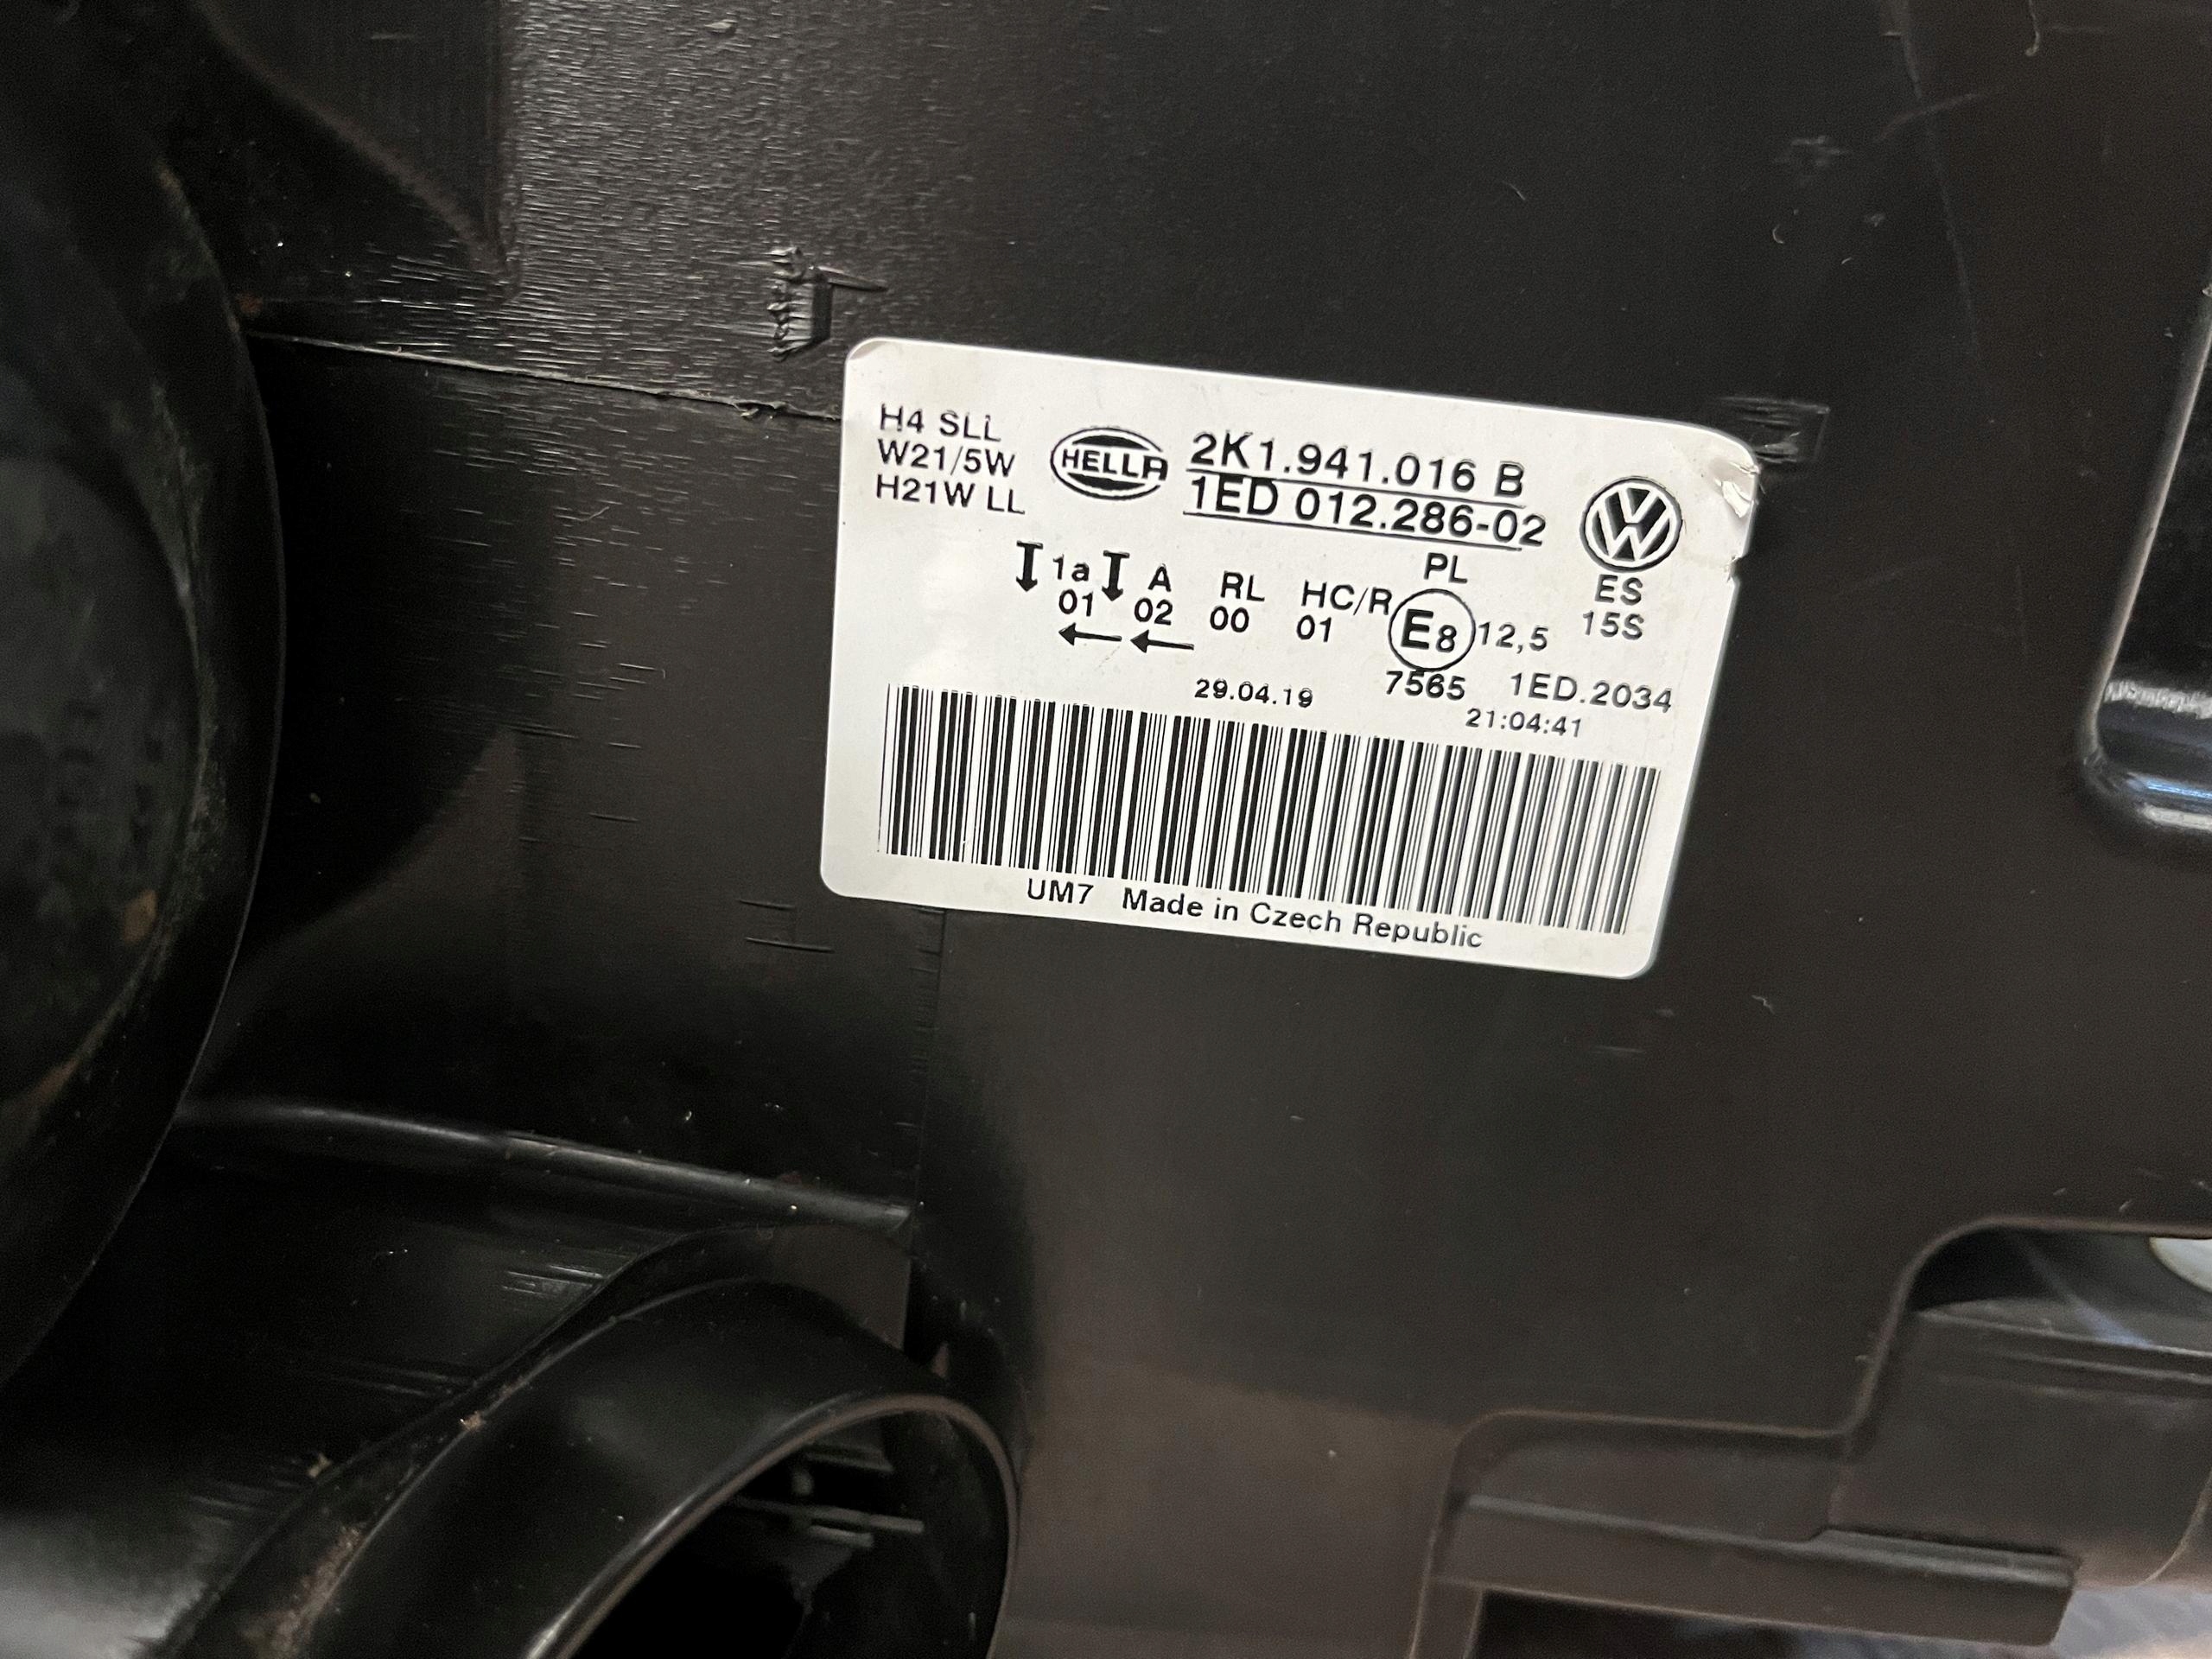 H4 SLL
W21/5W
H21W LL
HELLA
2K1.941.016 B
1ED 012.286-02
VW
PL
ES
15S
1a
01
A
02
RL
00
HC/R
01
E8
12,5
7565
1ED.2034
29.04.19
21:04:41
UM7 Made in Czech Republic